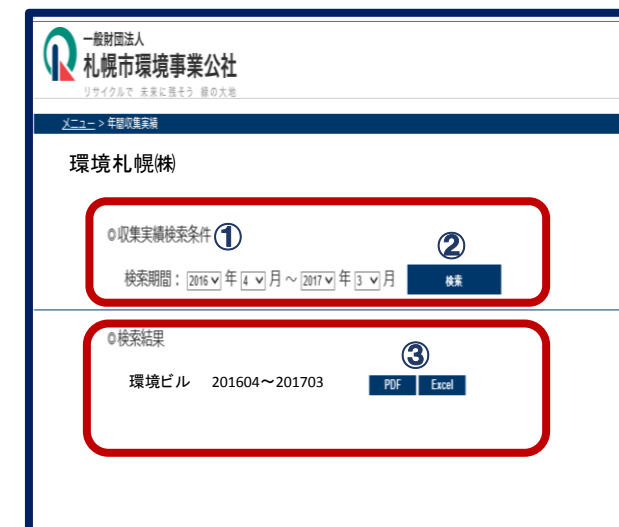 一般財団法人
札幌市環境事業公社
リサイクルで 未来に残そう 緑の大地
メニュー > 年間収集実績
環境札幌㈱
◎収集実績検索条件 ①
②
検索期間： 2016 年 4 月 ～ 2017 年 3 月 検索
◎検索結果
③
環境ビル 201604～201703 PDF Excel